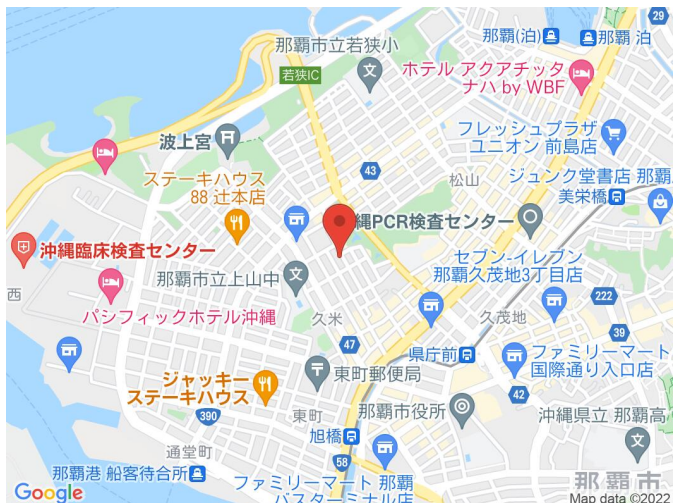 29
那覇(泊)
那覇 泊
那覇市立若狭小
若狭IC
ホテル アクアチッタ
ナハ by WBF
波上宮
フレッシュプラザ
ユニオン 前島店
43
松山
ジュンク堂書店 那覇
美栄橋
ステーキハウス
88 辻本店
縄PCR検査センター
沖縄臨床検査センター
西
那覇市立上山中
セブン-イレブン
那覇久茂地3丁目店
パシフィックホテル沖縄
久米
久茂地
222
47
県庁前
39
ファミリーマート
国際通り入口店
ジャッキー
ステーキハウス
東町郵便局
42
390
東町
那覇市役所
沖縄県立 那覇高
旭橋
通堂町
58
那覇港 船客待合所
ファミリーマート 那覇
バスターミナル店
那覇市
Google
Map data ©2022